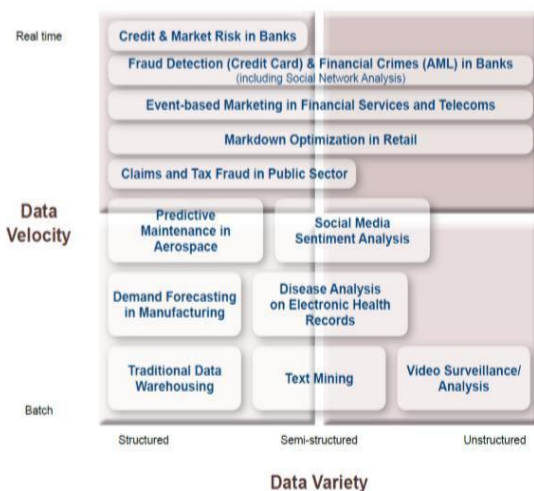 Real time
Credit & Market Risk in Banks
Fraud Detection (Credit Card) & Financial Crimes (AML) in Banks
(including Social Network Analysis)
Event-based Marketing in Financial Services and Telecoms
Markdown Optimization in Retail
Claims and Tax Fraud in Public Sector
Data
Velocity
Predictive
Maintenance in
Aerospace
Social Media
Sentiment Analysis
Demand Forecasting
in Manufacturing
Disease Analysis
on Electronic Health
Records
Traditional Data
Warehousing
Text Mining
Video Surveillance/
Analysis
Batch
Structured
Semi-structured
Unstructured
Data Variety